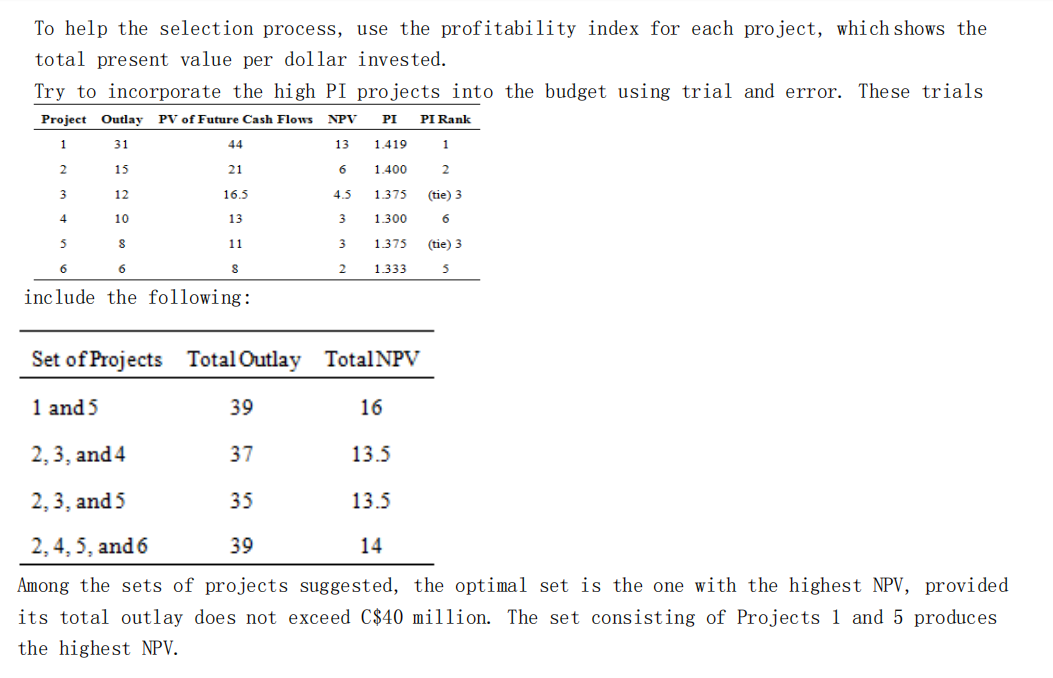 To help the selection process, use the profitability index for each project, which shows the
total present value per dollar invested.
Try to incorporate the high PI projects into the budget using trial and error. These trials
Project Outlay PV of Future Cash Flows NPV PI PI Rank
1 31 44 13 1.419 1
2 15 21 6 1.400 2
3 12 16.5 4.5 1.375 (tie) 3
4 10 13 3 1.300 6
5 8 11 3 1.375 (tie) 3
6 6 8 2 1.333 5
include the following:
Set of Projects Total Outlay Total NPV
1 and 5 39 16
2, 3, and 4 37 13.5
2, 3, and 5 35 13.5
2, 4, 5, and 6 39 14
Among the sets of projects suggested, the optimal set is the one with the highest NPV, provided
its total outlay does not exceed C$40 million. The set consisting of Projects 1 and 5 produces
the highest NPV.